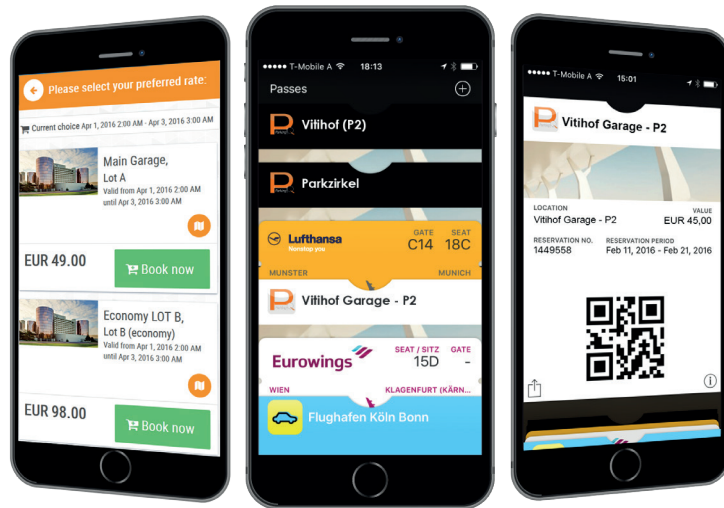 Please select your preferred rate:
Current choice Apr 1, 2016 2:00 AM - Apr 3, 2016 3:00 AM
Main Garage,
Lot A
Valid from Apr 1, 2016 2:00 AM
until Apr 3, 2016 3:00 AM
EUR 49.00
Book now
Economy LOT B,
Lot B (economy)
Valid from Apr 1, 2016 2:00 AM
until Apr 3, 2016 3:00 AM
EUR 98.00
Book now
T-Mobile A 18:13
Passes
P Vitihof (P2)
P Parkzirkel
Lufthansa
Nonstop you
GATE SEAT
C14 18C
MUNSTER MUNICH
P Vitihof Garage - P2
Eurowings
SEAT / SITZ GATE
15D -
WIEN KLAGENFURT (KÄRN...
Flughafen Köln Bonn
T-Mobile A 15:01
P Vitihof Garage - P2
LOCATION VALUE
Vitihof Garage - P2 EUR 45,00
RESERVATION NO. RESERVATION PERIOD
1449558 Feb 11, 2016 - Feb 21, 2016